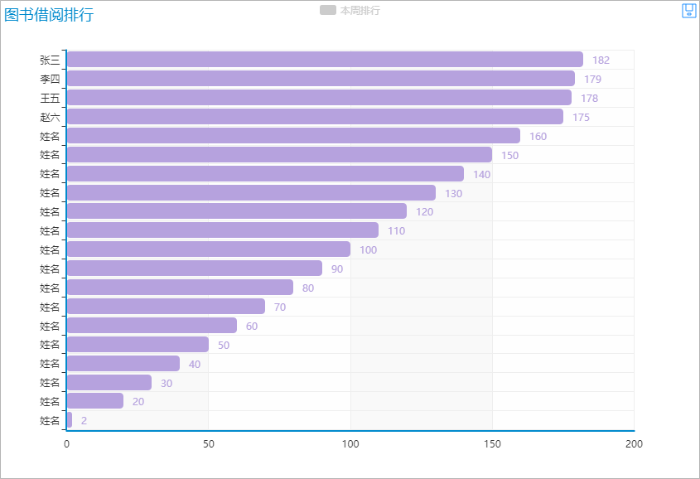 图书借阅排行
本周排行
张三 182
李四 179
王五 178
赵六 175
姓名 160
姓名 150
姓名 140
姓名 130
姓名 120
姓名 110
姓名 100
姓名 90
姓名 80
姓名 70
姓名 60
姓名 50
姓名 40
姓名 30
姓名 20
姓名 2
0 50 100 150 200